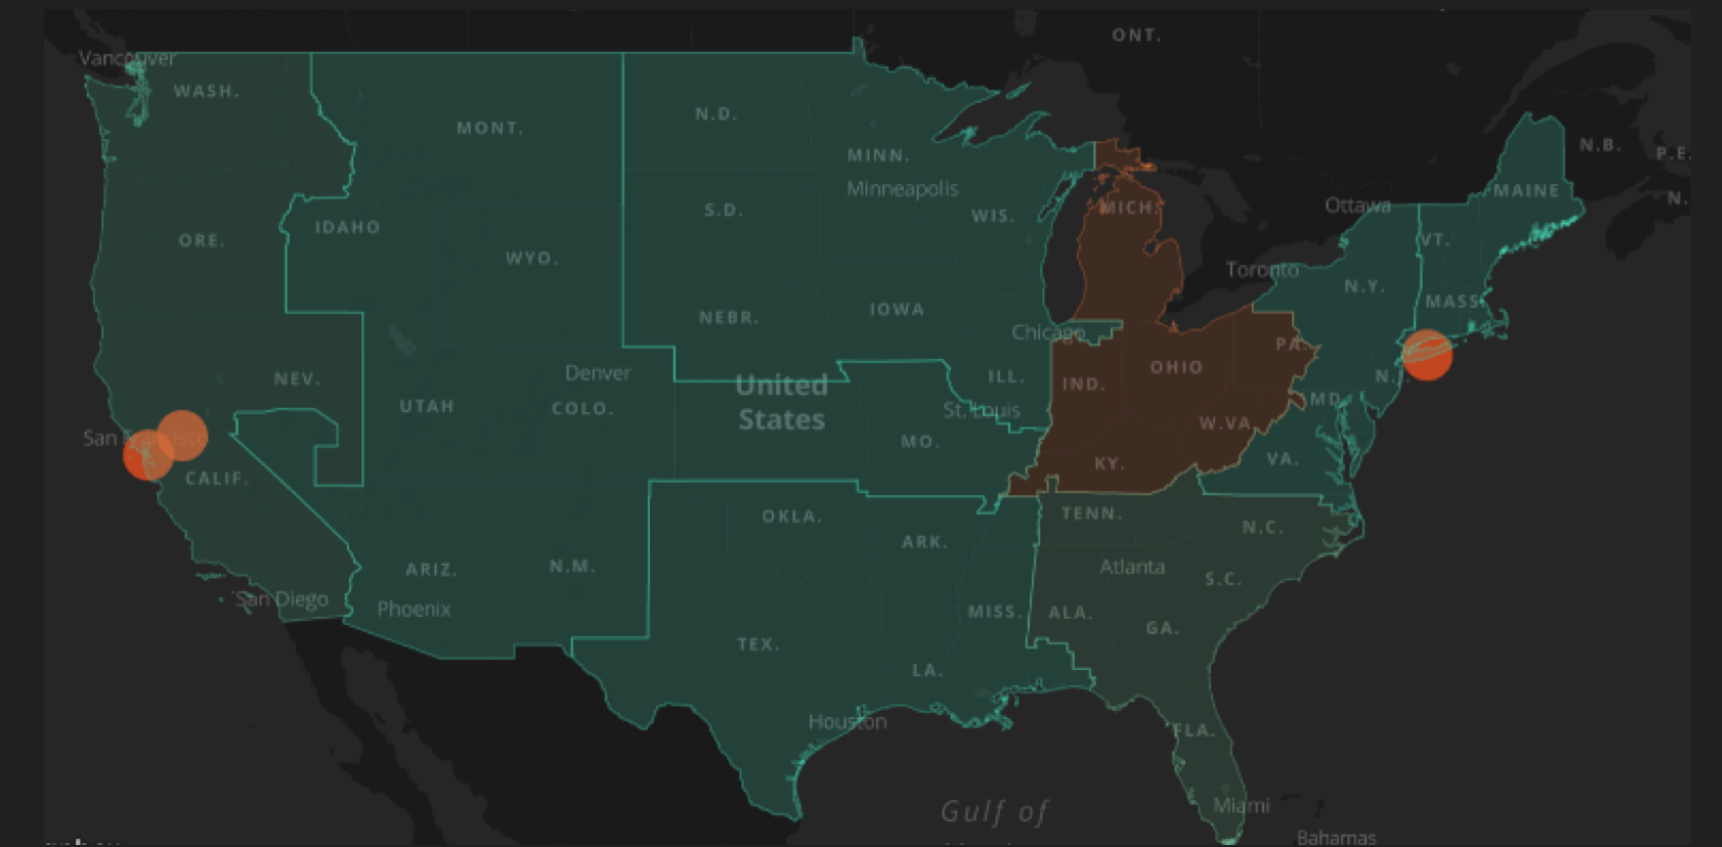 ONT.
Vancouver
WASH.
N.D.
MONT.
N.B.
MINN.
P.E.
Minneapolis
MAINE
N.
Ottawa
MICH.
S.D.
WIS.
IDAHO
ORE.
VT.
WYO.
Toronto
N.Y.
MASS.
IOWA
NEBR.
Chicago
PA.
OHIO
Denver
NEV.
ILL.
IND.
N.J.
United
States
MD.
UTAH
COLO.
St. Louis
W.VA.
San Francisco
MO.
KY.
VA.
CALIF.
OKLA.
TENN.
N.C.
ARK.
ARIZ.
N.M.
Atlanta
S.C.
San Diego
Phoenix
MISS.
ALA.
GA.
TEX.
LA.
Houston
FLA.
Gulf of
Miami
Bahamas